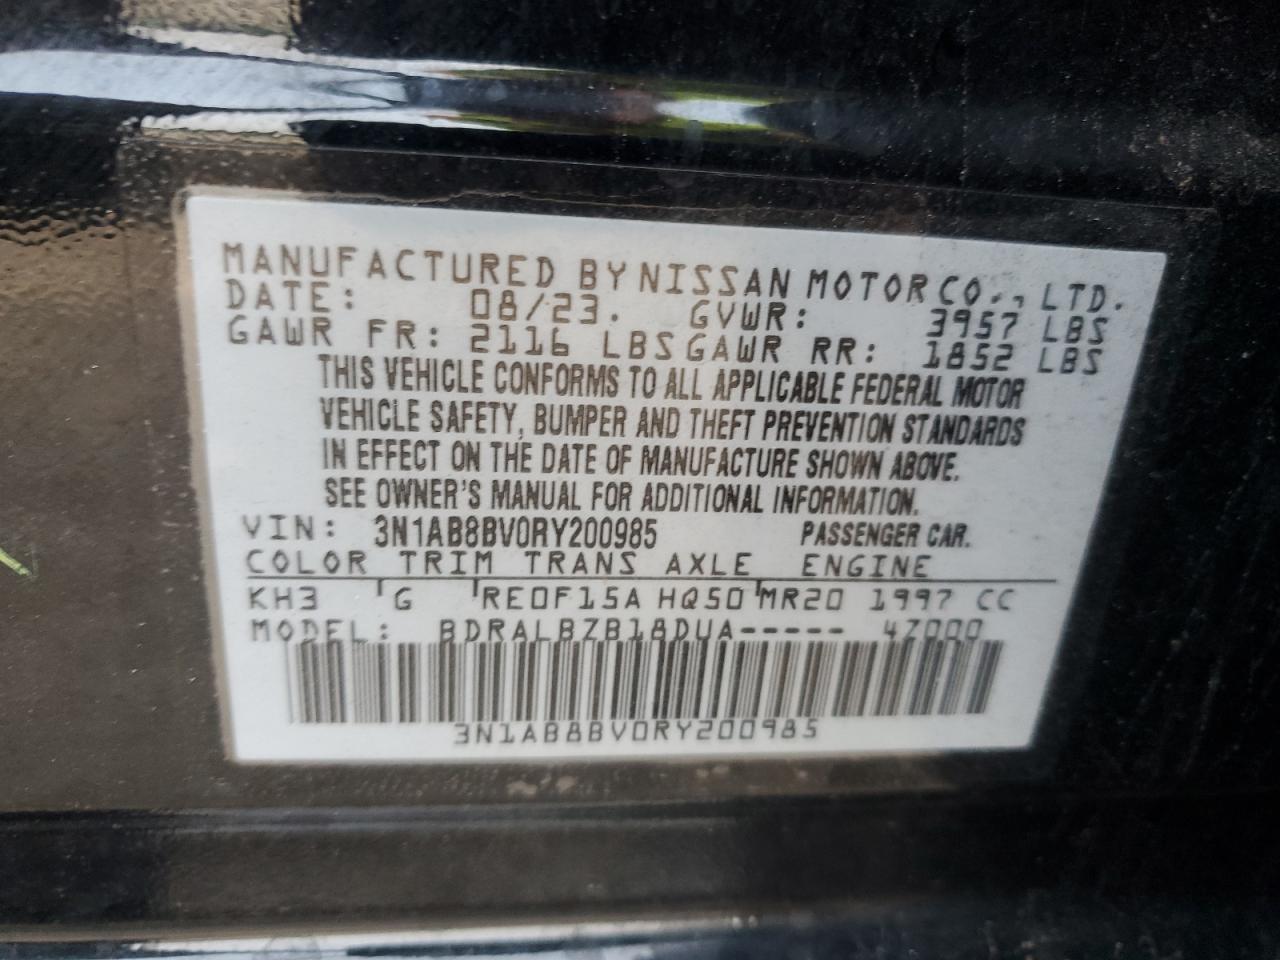 MANUFACTURED BY NISSAN MOTOR CO., LTD.
DATE: 08/23. GVWR: 3957 LBS
GAWR FR: 2116 LBS GAWR RR: 1852 LBS
THIS VEHICLE CONFORMS TO ALL APPLICABLE FEDERAL MOTOR
VEHICLE SAFETY, BUMPER AND THEFT PREVENTION STANDARDS
IN EFFECT ON THE DATE OF MANUFACTURE SHOWN ABOVE.
SEE OWNER'S MANUAL FOR ADDITIONAL INFORMATION.
VIN: 3N1AB8BV0RY200985 PASSENGER CAR.
COLOR TRIM TRANS AXLE ENGINE
KH3 G RE0F15A HQ50 MR20 1997 CC
MODEL: BDRALBZB18DUA----- 4Z000
3N1AB8BV0RY200985